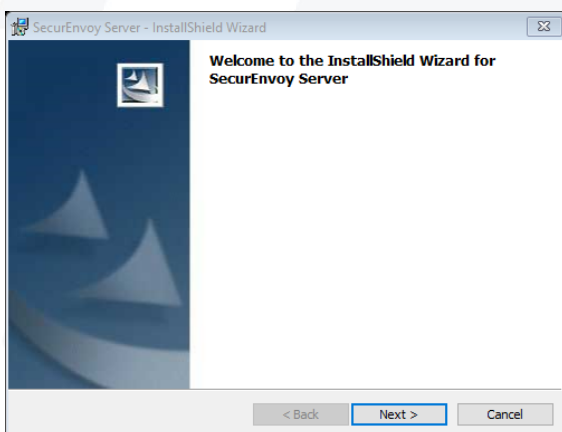 SecurEnvoy Server - InstallShield Wizard
Welcome to the InstallShield Wizard for
SecurEnvoy Server
< Back
Next >
Cancel